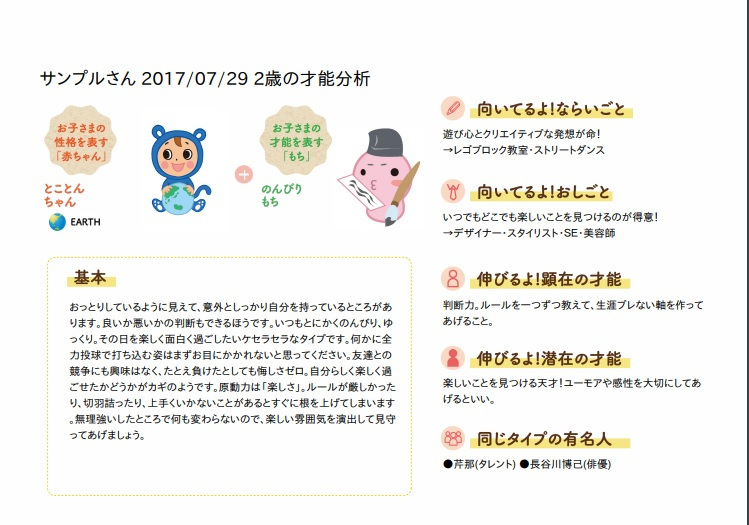 サンプルさん 2017/07/29 2歳の才能分析
お子さまの
性格を表す
「赤ちゃん」
とことん
ちゃん
EARTH
+
お子さまの
才能を表す
「もち」
のんびり
もち
基本
おっとりしているように見えて、意外としっかり自分を持っているところがあ
ります。良いか悪いかの判断もできるほうです。いつもとにかくのんびり、ゆ
っくり。その日を楽しく面白く過ごしたいケセラセラなタイプです。何かに全
力投球で打ち込む姿はまずお目にかかれないと思ってください。友達との
競争にも興味はなく、たとえ負けたとしても悔しさゼロ。自分らしく楽しく過
ごせたかどうかがカギのようです。原動力は「楽しさ」。ルールが厳しかった
り、切羽詰ったり、上手くいかないことがあるとすぐに根を上げてしまいます
。無理強いしたところで何も変わらないので、楽しい雰囲気を演出して見守
ってあげましょう。
向いてるよ!ならいごと
遊び心とクリエイティブな発想が命!
→レゴブロック教室・ストリートダンス
向いてるよ!おしごと
いつでもどこでも楽しいことを見つけるのが得意!
→デザイナー・スタイリスト・SE・美容師
伸びるよ!顕在の才能
判断力。ルールを一つずつ教えて、生涯ブレない軸を作って
あげること。
伸びるよ!潜在の才能
楽しいことを見つける天才!ユーモアや感性を大切にしてあ
げるといい。
同じタイプの有名人
●芹那(タレント) ●長谷川博己(俳優)